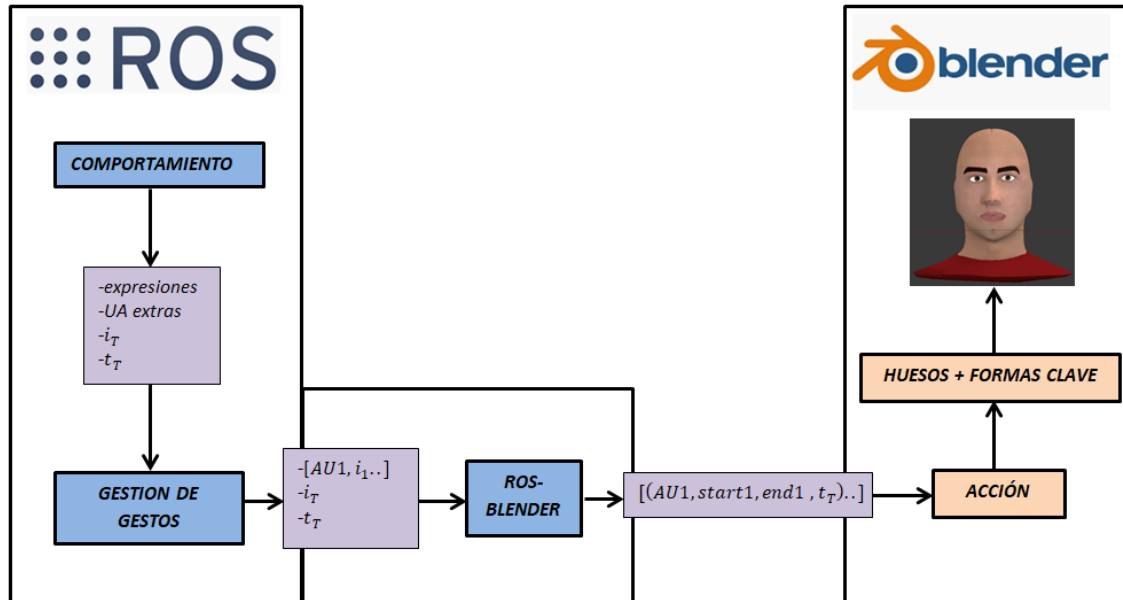 ROS
COMPORTAMIENTO
-expresiones
-UA extras
-i_T
-t_T
GESTION DE
GESTOS
-[AU1, i_1..]
-i_T
-t_T
ROS-
BLENDER
[(AU1, start1, end1 , t_T)..]
blender
HUESOS + FORMAS CLAVE
ACCIÓN